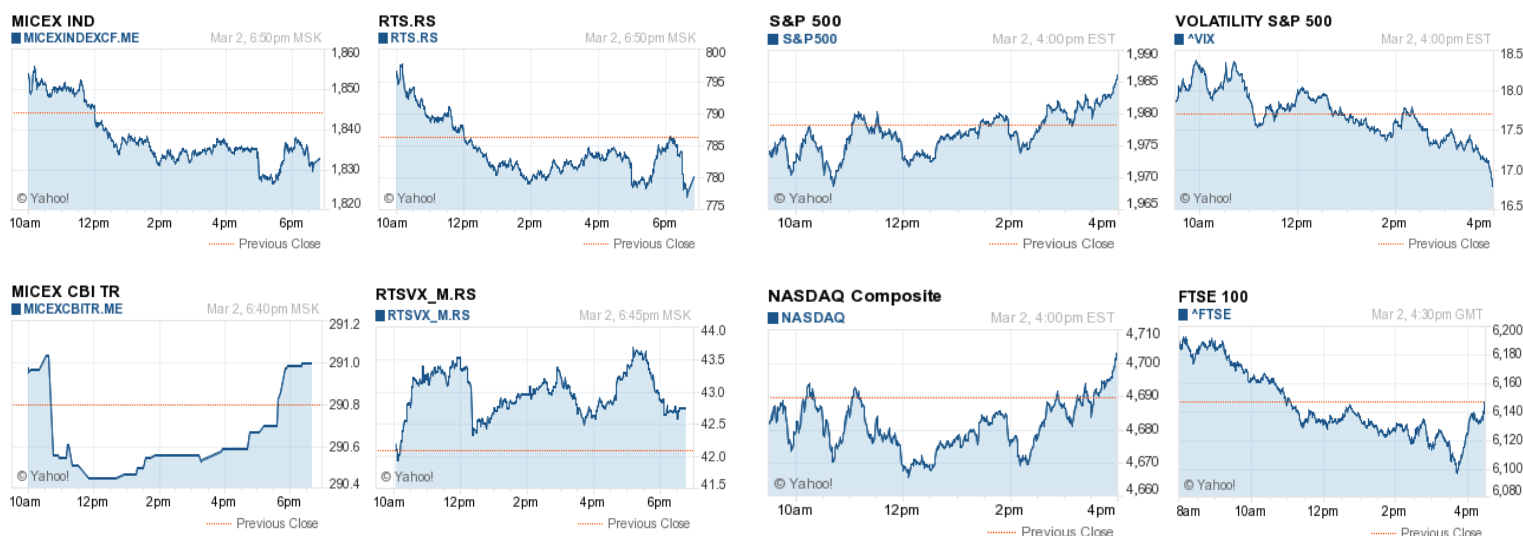 MICEX IND
MICEXINDEXCF.ME Mar 2, 6:50pm MSK
1,860
1,850
1,840
1,830
1,820
© Yahoo!
10am 12pm 2pm 4pm 6pm
Previous Close
RTS.RS
RTS.RS Mar 2, 6:50pm MSK
800
795
790
785
780
775
© Yahoo!
10am 12pm 2pm 4pm 6pm
Previous Close
S&P 500
S&P500 Mar 2, 4:00pm EST
1,990
1,985
1,980
1,975
1,970
1,965
© Yahoo!
10am 12pm 2pm 4pm
Previous Close
VOLATILITY S&P 500
^VIX Mar 2, 4:00pm EST
18.5
18.0
17.5
17.0
16.5
© Yahoo!
10am 12pm 2pm 4pm
Previous Close
MICEX CBI TR
MICEXCBITR.ME Mar 2, 6:40pm MSK
291.2
291.0
290.8
290.6
290.4
© Yahoo!
10am 12pm 2pm 4pm 6pm
Previous Close
RTSVX_M.RS
RTSVX_M.RS Mar 2, 6:45pm MSK
44.0
43.5
43.0
42.5
42.0
41.5
© Yahoo!
10am 12pm 2pm 4pm 6pm
Previous Close
NASDAQ Composite
NASDAQ Mar 2, 4:00pm EST
4,710
4,700
4,690
4,680
4,670
4,660
© Yahoo!
10am 12pm 2pm 4pm
Previous Close
FTSE 100
^FTSE Mar 2, 4:30pm GMT
6,200
6,180
6,160
6,140
6,120
6,100
6,080
© Yahoo!
8am 10am 12pm 2pm 4pm
Previous Close